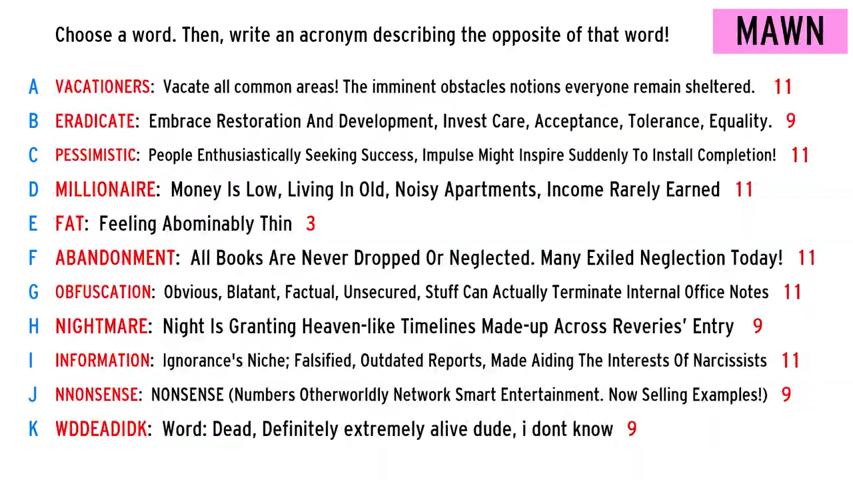 Choose a word. Then, write an acronym describing the opposite of that word!
MAWN
A VACATIONERS: Vacate all common areas! The imminent obstacles notions everyone remain sheltered. 11
B ERADICATE: Embrace Restoration And Development, Invest Care, Acceptance, Tolerance, Equality. 9
C PESSIMISTIC: People Enthusiastically Seeking Success, Impulse Might Inspire Suddenly To Install Completion! 11
D MILLIONAIRE: Money Is Low, Living In Old, Noisy Apartments, Income Rarely Earned 11
E FAT: Feeling Abominably Thin 3
F ABANDONMENT: All Books Are Never Dropped Or Neglected. Many Exiled Neglection Today! 11
G OBFUSCATION: Obvious, Blatant, Factual, Unsecured, Stuff Can Actually Terminate Internal Office Notes 11
H NIGHTMARE: Night Is Granting Heaven-like Timelines Made-up Across Reveries' Entry 9
I INFORMATION: Ignorance's Niche; Falsified, Outdated Reports, Made Aiding The Interests Of Narcissists 11
J NNONSENSE: NONSENSE (Numbers Otherworldly Network Smart Entertainment. Now Selling Examples!) 9
K WDDEADIDK: Word: Dead, Definitely extremely alive dude, i dont know 9